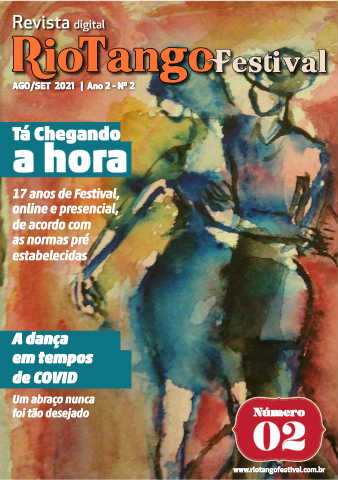 Revista digital
RioTangoFestival
AGO/SET 2021 | Ano 2 - Nº 2
Tá Chegando
a hora
17 anos de Festival,
online e presencial,
de acordo com
as normas pré
estabelecidas
A dança
em tempos
de COVID
Um abraço nunca
foi tão desejado
Número
02
www.riotangofestival.com.br